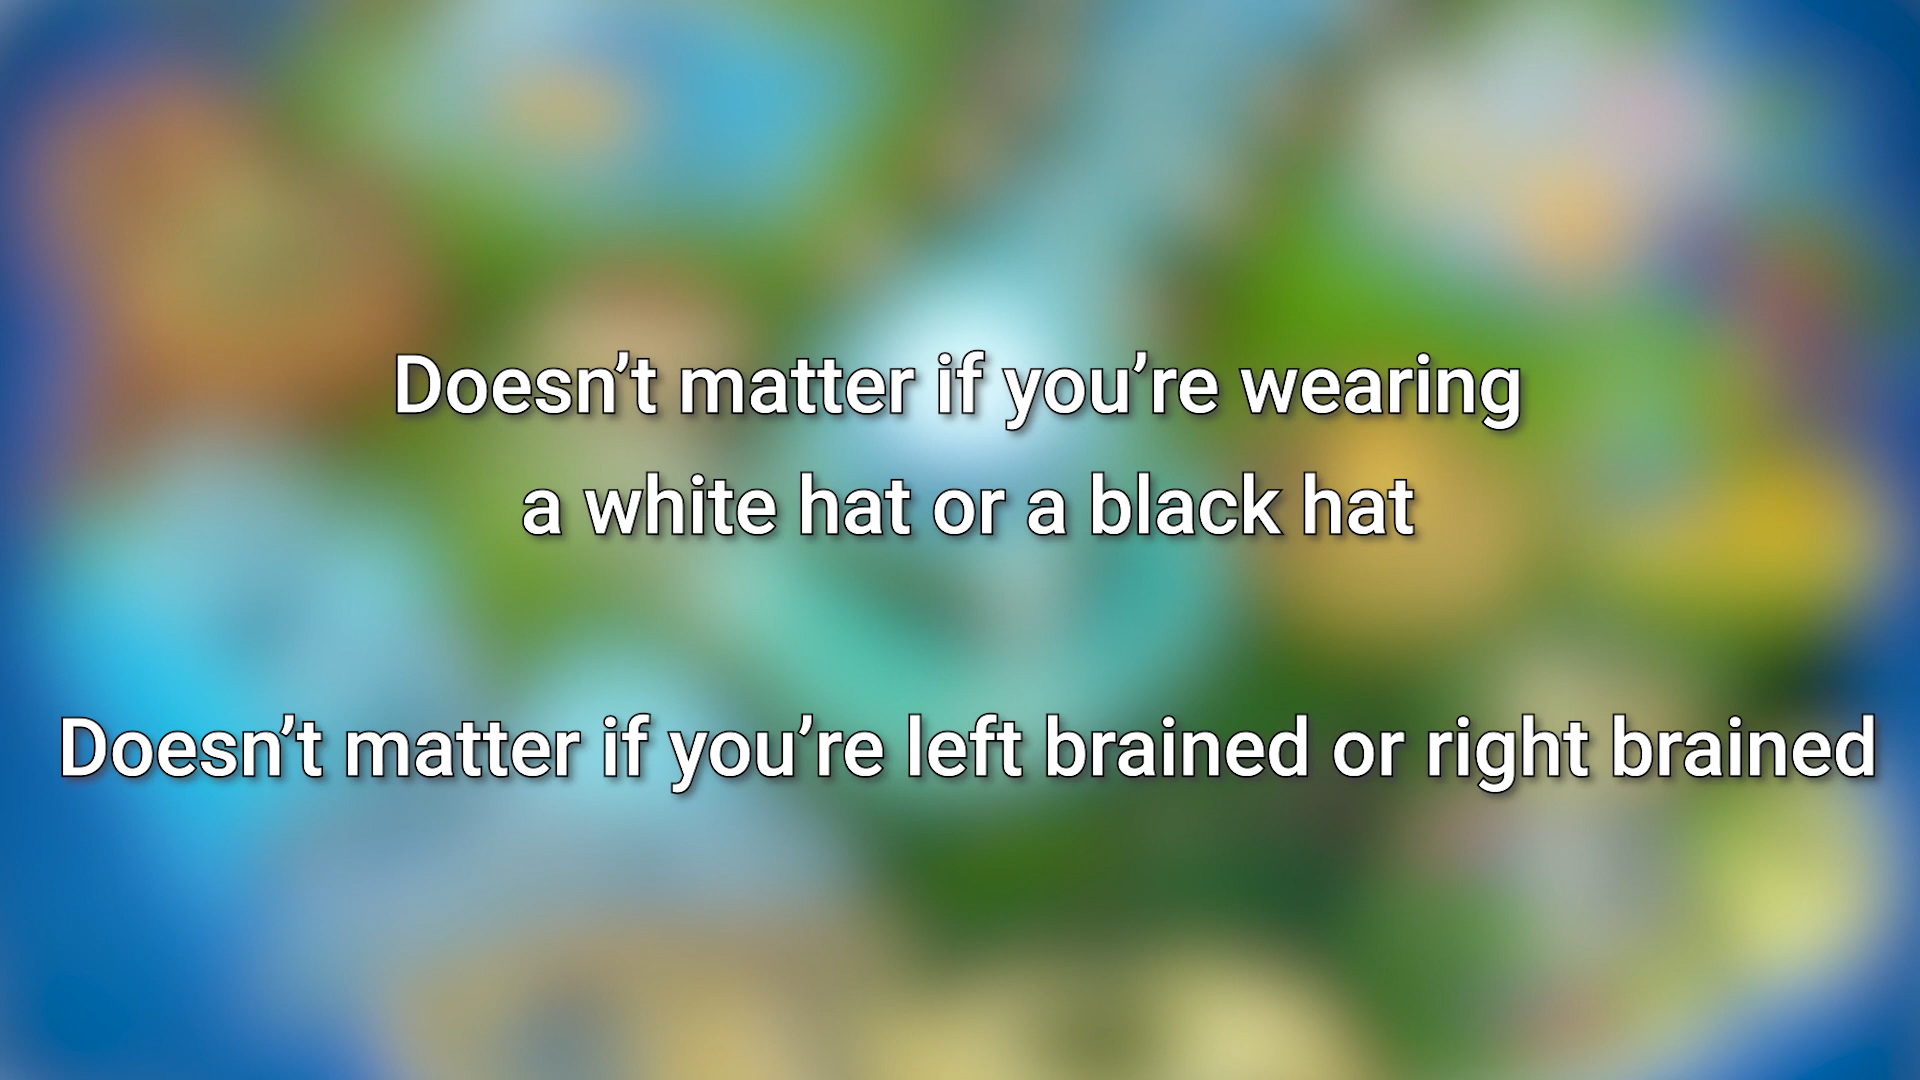 Doesn’t matter if you’re wearing
a white hat or a black hat
Doesn’t matter if you’re left brained or right brained